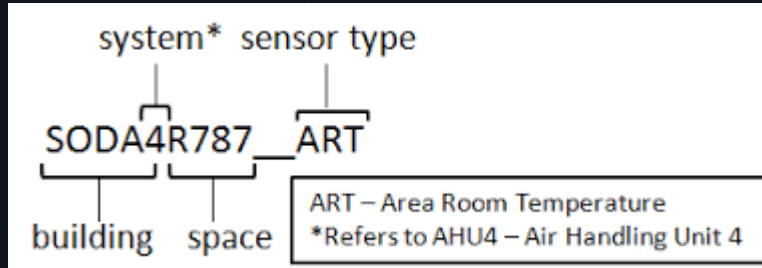 system* sensor type
SODA4R787__ART
building space
ART – Area Room Temperature
*Refers to AHU4 – Air Handling Unit 4